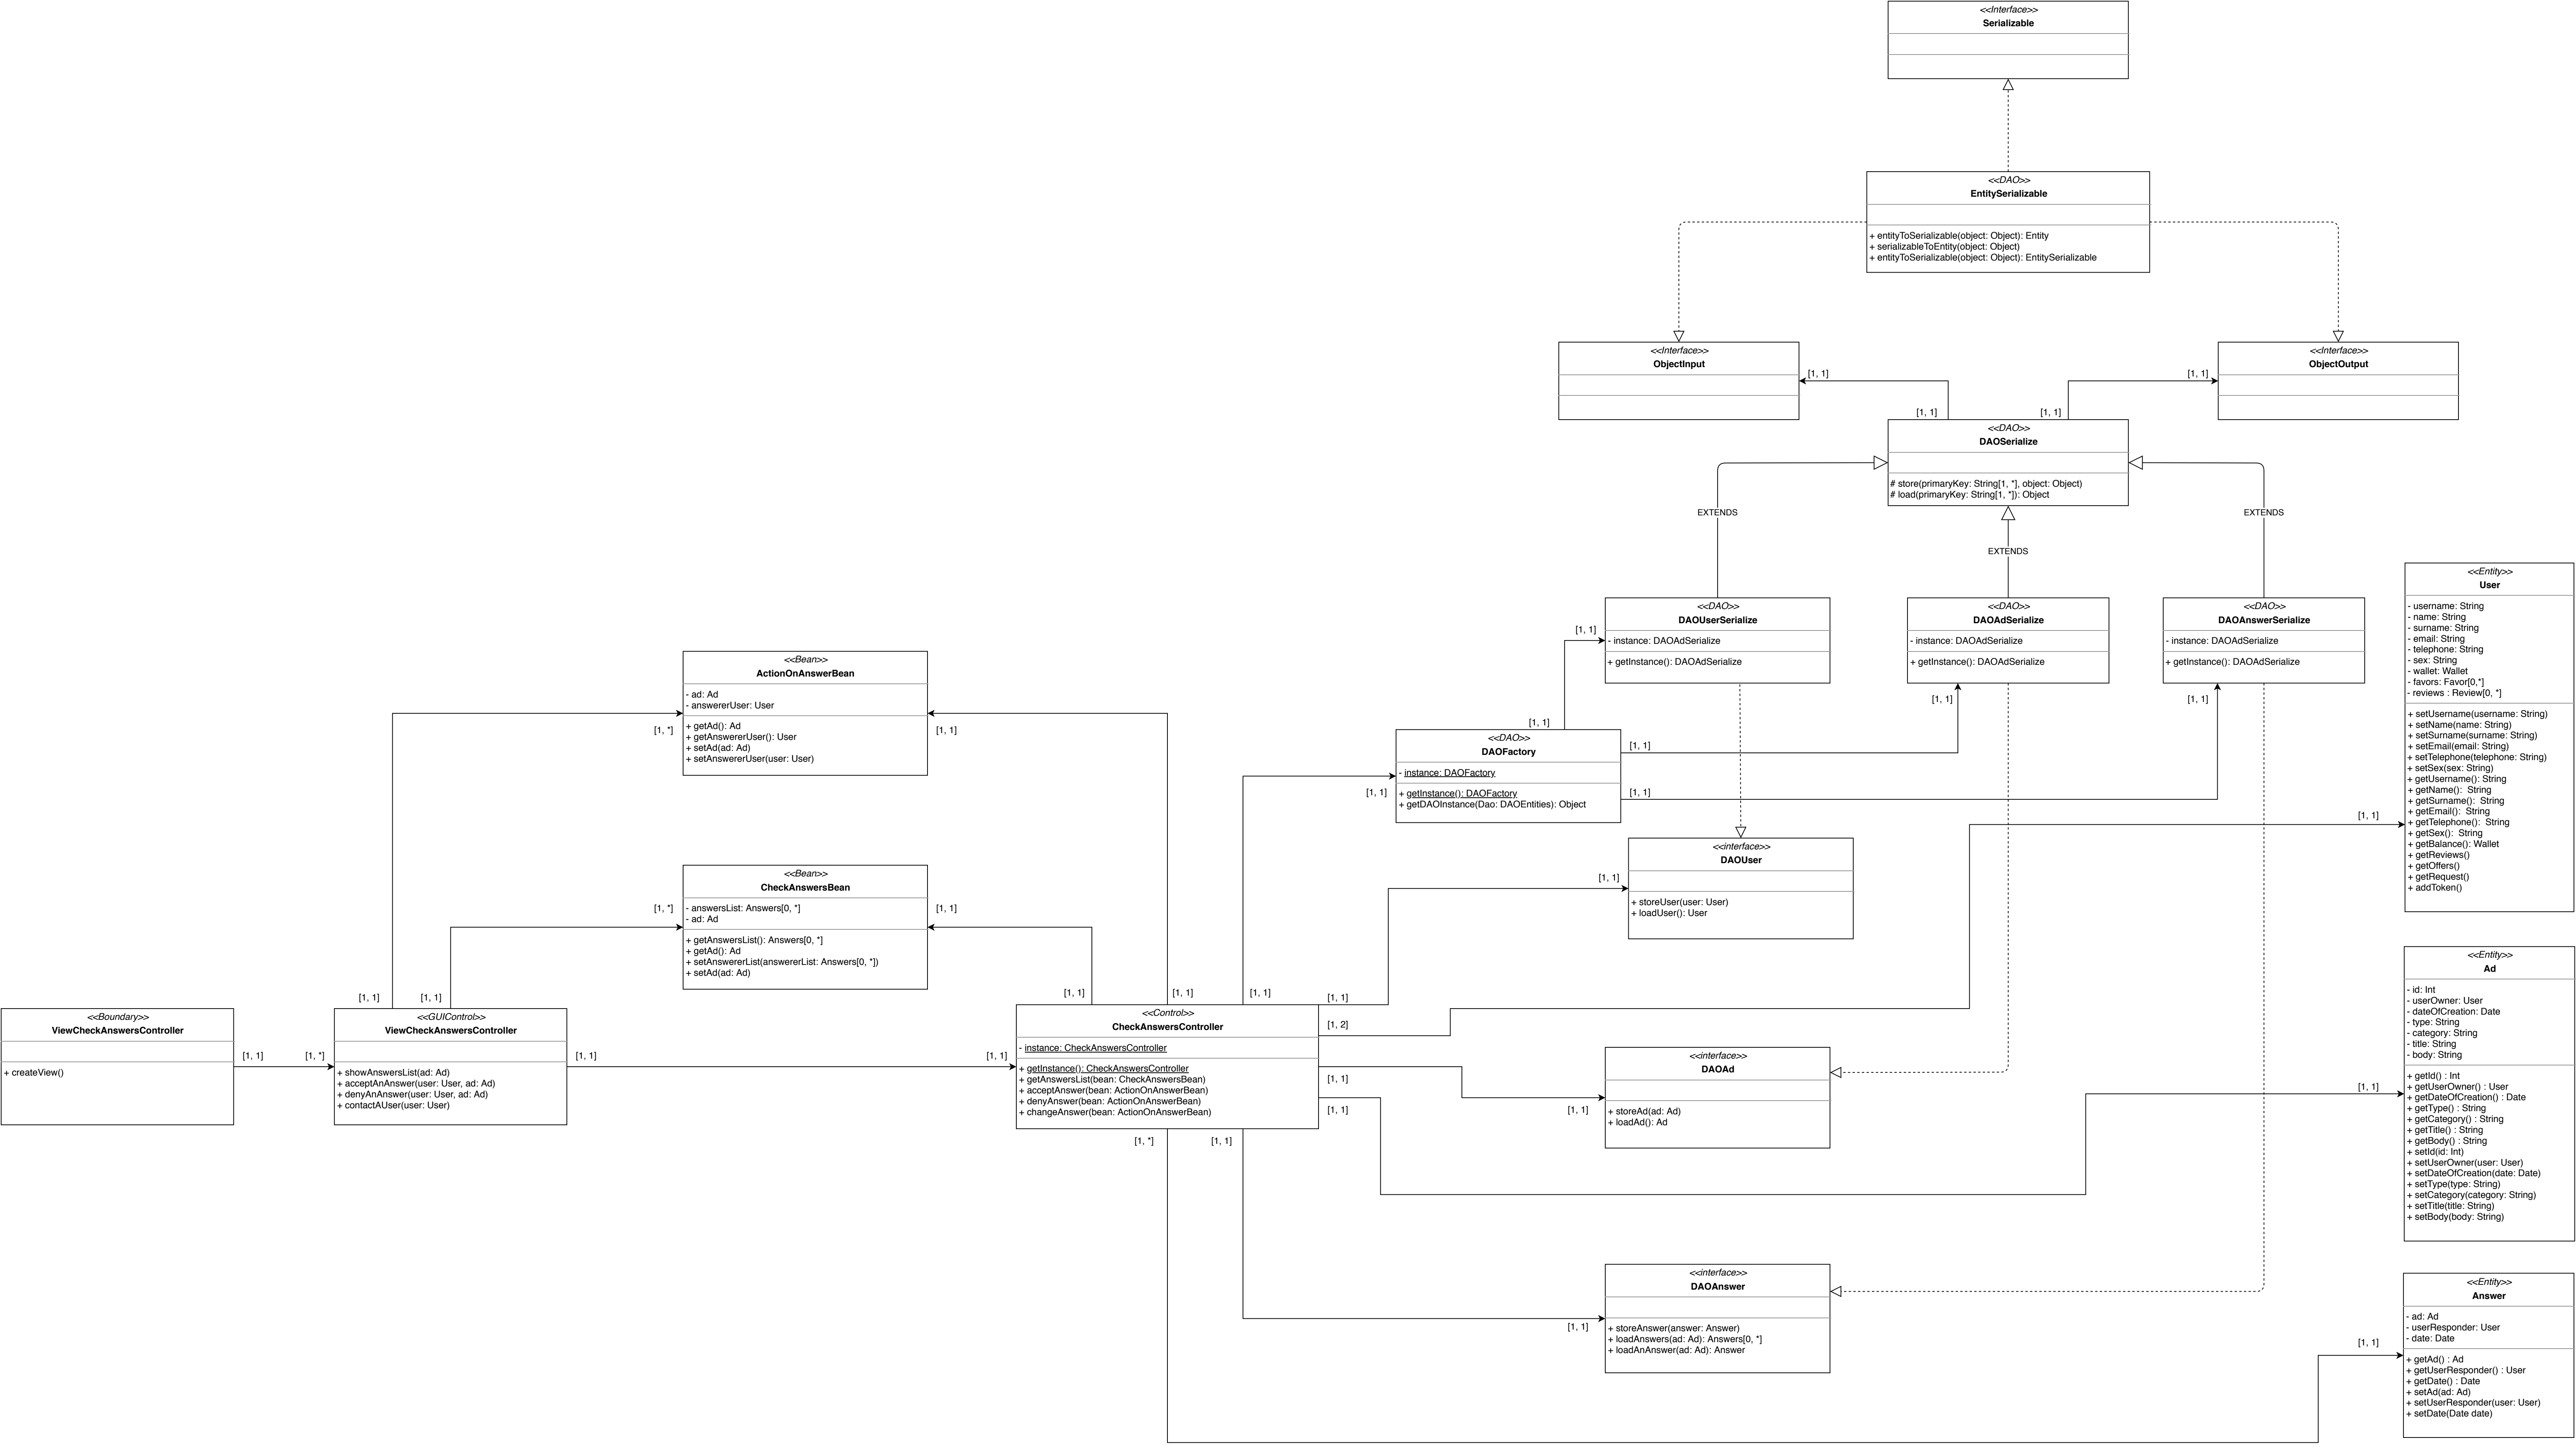 <<Interface>>
Serializable
<<DAO>>
EntitySerializable
+ entityToSerializable(object: Object): Entity
+ serializableToEntity(object: Object)
+ entityToSerializable(object: Object): EntitySerializable
<<Interface>>
ObjectInput
<<Interface>>
ObjectOutput
[1, 1]
[1, 1]
[1, 1]
[1, 1]
<<DAO>>
DAOSerialize
# store(primaryKey: String[1, *], object: Object)
# load(primaryKey: String[1, *]): Object
EXTENDS
EXTENDS
EXTENDS
<<DAO>>
DAOUserSerialize
- instance: DAOAdSerialize
+ getInstance(): DAOAdSerialize
<<DAO>>
DAOAdSerialize
- instance: DAOAdSerialize
+ getInstance(): DAOAdSerialize
<<DAO>>
DAOAnswerSerialize
- instance: DAOAdSerialize
+ getInstance(): DAOAdSerialize
<<Entity>>
User
- username: String
- name: String
- surname: String
- email: String
- telephone: String
- sex: String
- wallet: Wallet
- favors: Favor[0,*]
- reviews : Review[0, *]
+ setUsername(username: String)
+ setName(name: String)
+ setSurname(surname: String)
+ setEmail(email: String)
+ setTelephone(telephone: String)
+ setSex(sex: String)
+ getUsername(): String
+ getName():  String
+ getSurname():  String
+ getEmail():  String
+ getTelephone():  String
+ getSex():  String
+ getBalance(): Wallet
+ getReviews()
+ getOffers()
+ getRequest()
+ addToken()
[1, 1]
[1, 1]
[1, 1]
[1, 1]
<<DAO>>
DAOFactory
- instance: DAOFactory
+ getInstance(): DAOFactory
+ getDAOInstance(Dao: DAOEntities): Object
[1, 1]
[1, 1]
[1, 1]
[1, 1]
<<Bean>>
ActionOnAnswerBean
- ad: Ad
- answererUser: User
+ getAd(): Ad
+ getAnswererUser(): User
+ setAd(ad: Ad)
+ setAnswererUser(user: User)
[1, *]
[1, 1]
<<Bean>>
CheckAnswersBean
- answersList: Answers[0, *]
- ad: Ad
+ getAnswersList(): Answers[0, *]
+ getAd(): Ad
+ setAnswererList(answererList: Answers[0, *])
+ setAd(ad: Ad)
[1, *]
[1, 1]
<<interface>>
DAOUser
+ storeUser(user: User)
+ loadUser(): User
[1, 1]
<<Boundary>>
ViewCheckAnswersController
+ createView()
[1, 1]
[1, *]
[1, 1]
[1, 1]
<<GUIControl>>
ViewCheckAnswersController
+ showAnswersList(ad: Ad)
+ acceptAnAnswer(user: User, ad: Ad)
+ denyAnAnswer(user: User, ad: Ad)
+ contactAUser(user: User)
[1, 1]
[1, 1]
[1, 1]
[1, 1]
[1, 1]
[1, 1]
[1, 2]
<<Control>>
CheckAnswersController
- instance: CheckAnswersController
+ getInstance(): CheckAnswersController
+ getAnswersList(bean: CheckAnswersBean)
+ acceptAnswer(bean: ActionOnAnswerBean)
+ denyAnswer(bean: ActionOnAnswerBean)
+ changeAnswer(bean: ActionOnAnswerBean)
[1, 1]
[1, 1]
[1, *]
[1, 1]
<<interface>>
DAOAd
+ storeAd(ad: Ad)
+ loadAd(): Ad
[1, 1]
<<Entity>>
Ad
- id: Int
- userOwner: User
- dateOfCreation: Date
- type: String
- category: String
- title: String
- body: String
+ getId() : Int
+ getUserOwner() : User
+ getDateOfCreation() : Date
+ getType() : String
+ getCategory() : String
+ getTitle() : String
+ getBody() : String
+ setId(id: Int)
+ setUserOwner(user: User)
+ setDateOfCreation(date: Date)
+ setType(type: String)
+ setCategory(category: String)
+ setTitle(title: String)
+ setBody(body: String)
[1, 1]
<<interface>>
DAOAnswer
+ storeAnswer(answer: Answer)
+ loadAnswers(ad: Ad): Answers[0, *]
+ loadAnAnswer(ad: Ad): Answer
[1, 1]
<<Entity>>
Answer
- ad: Ad
- userResponder: User
- date: Date
+ getAd() : Ad
+ getUserResponder() : User
+ getDate() : Date
+ setAd(ad: Ad)
+ setUserResponder(user: User)
+ setDate(Date date)
[1, 1]